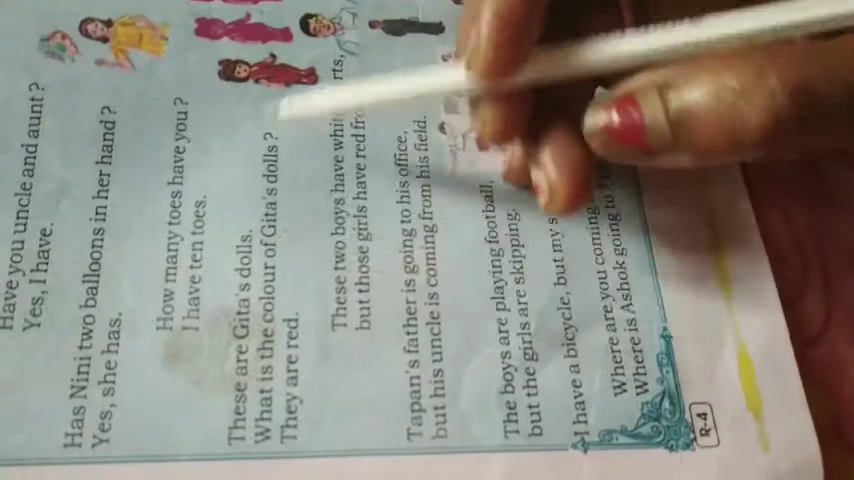 Have you uncle and aunt?
Yes, I have.
Has Nini two balloons in her hand?
Yes, she has.
How many toes have you?
I have ten toes.
These are Gita's dolls.
What is the colour of Gita's dolls?
They are red.
These two boys have whi rts,
but those girls have red fr
Tapan's father is going to his office,
but his uncle is coming from his field.
The boys are playing football,
but the girls are skipping.
I have a bicycle, but my s
Where are you coming
Where is Ashok going to
R-4